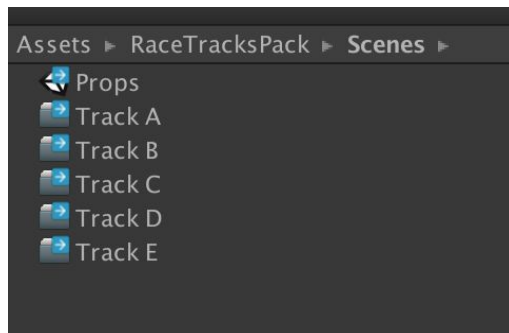 Assets ▸ RaceTracksPack ▸ Scenes ▸
Props
Track A
Track B
Track C
Track D
Track E